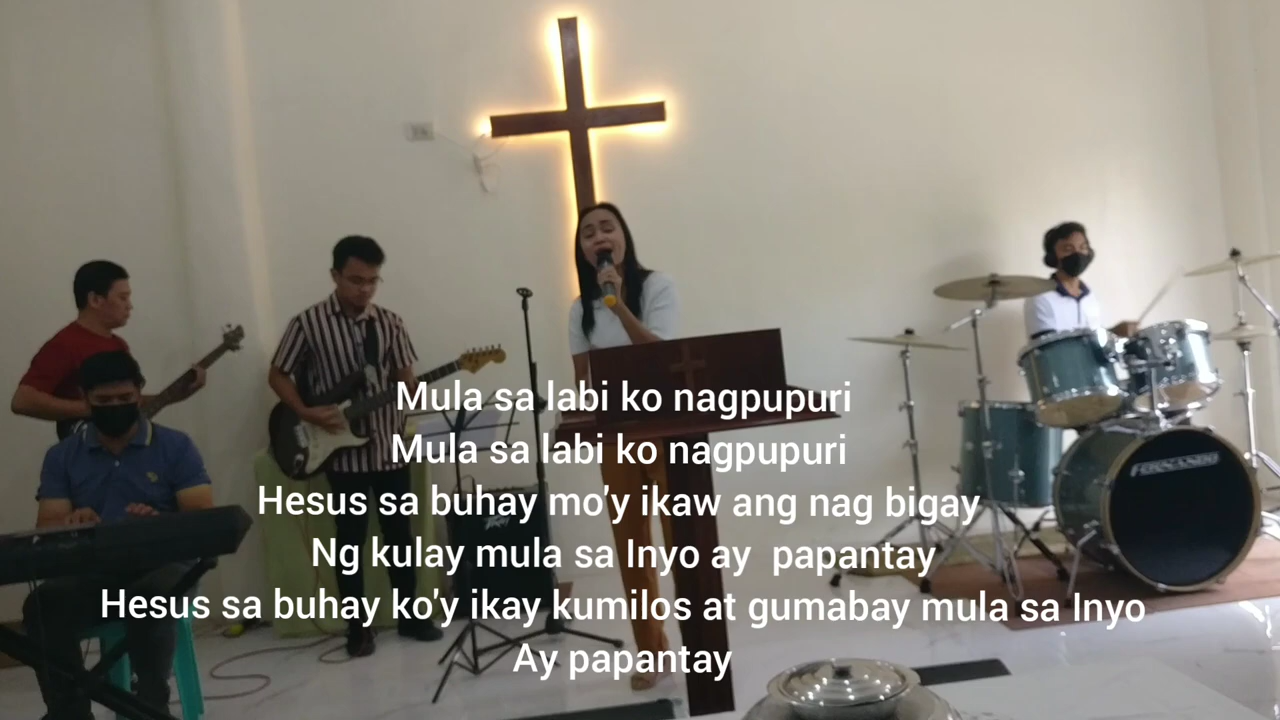 Mula sa labi ko nagpupuri
Mula sa labi ko nagpupuri
Hesus sa buhay mo'y ikaw ang nag bigay
Ng kulay mula sa Inyo ay papantay
Hesus sa buhay ko'y ikay kumilos at gumabay mula sa Inyo
Ay papantay
PEAVEY
FERNANDO